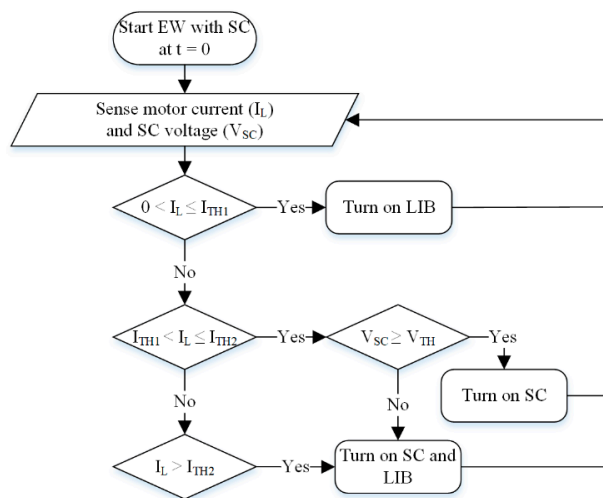 Start EW with SC
at t = 0
Sense motor current (I_L)
and SC voltage (V_SC)
0 < I_L ≤ I_TH1
Yes
Turn on LIB
No
I_TH1 < I_L ≤ I_TH2
Yes
V_SC ≥ V_TH
Yes
Turn on SC
No
No
I_L > I_TH2
Yes
Turn on SC and
LIB